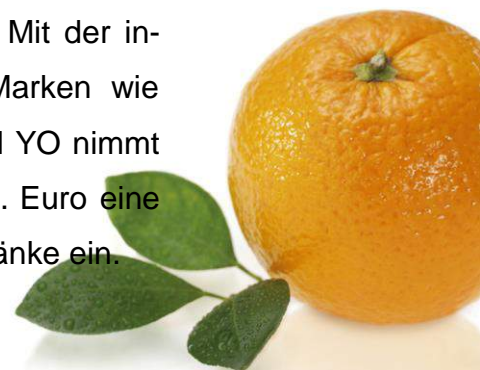 Mit der in-
Marken wie
YO nimmt
. Euro eine
änke ein.